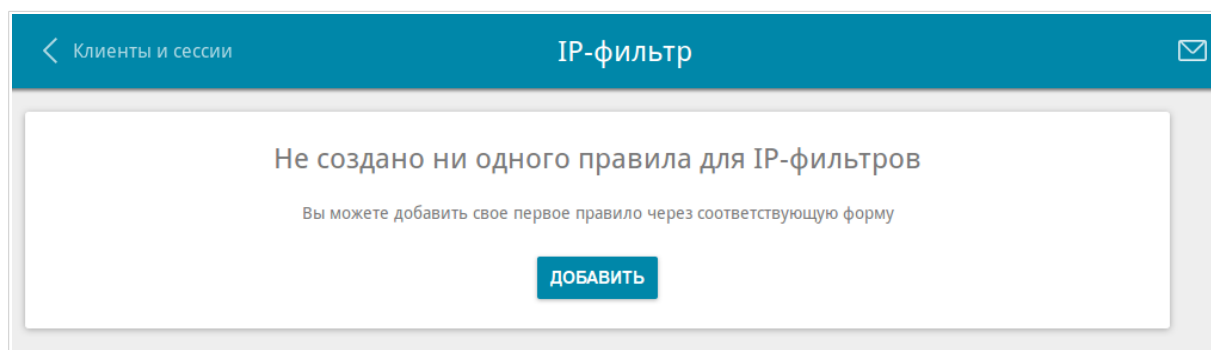 Клиенты и сессии
IP-фильтр
Не создано ни одного правила для IP-фильтров
Вы можете добавить свое первое правило через соответствующую форму
ДОБАВИТЬ